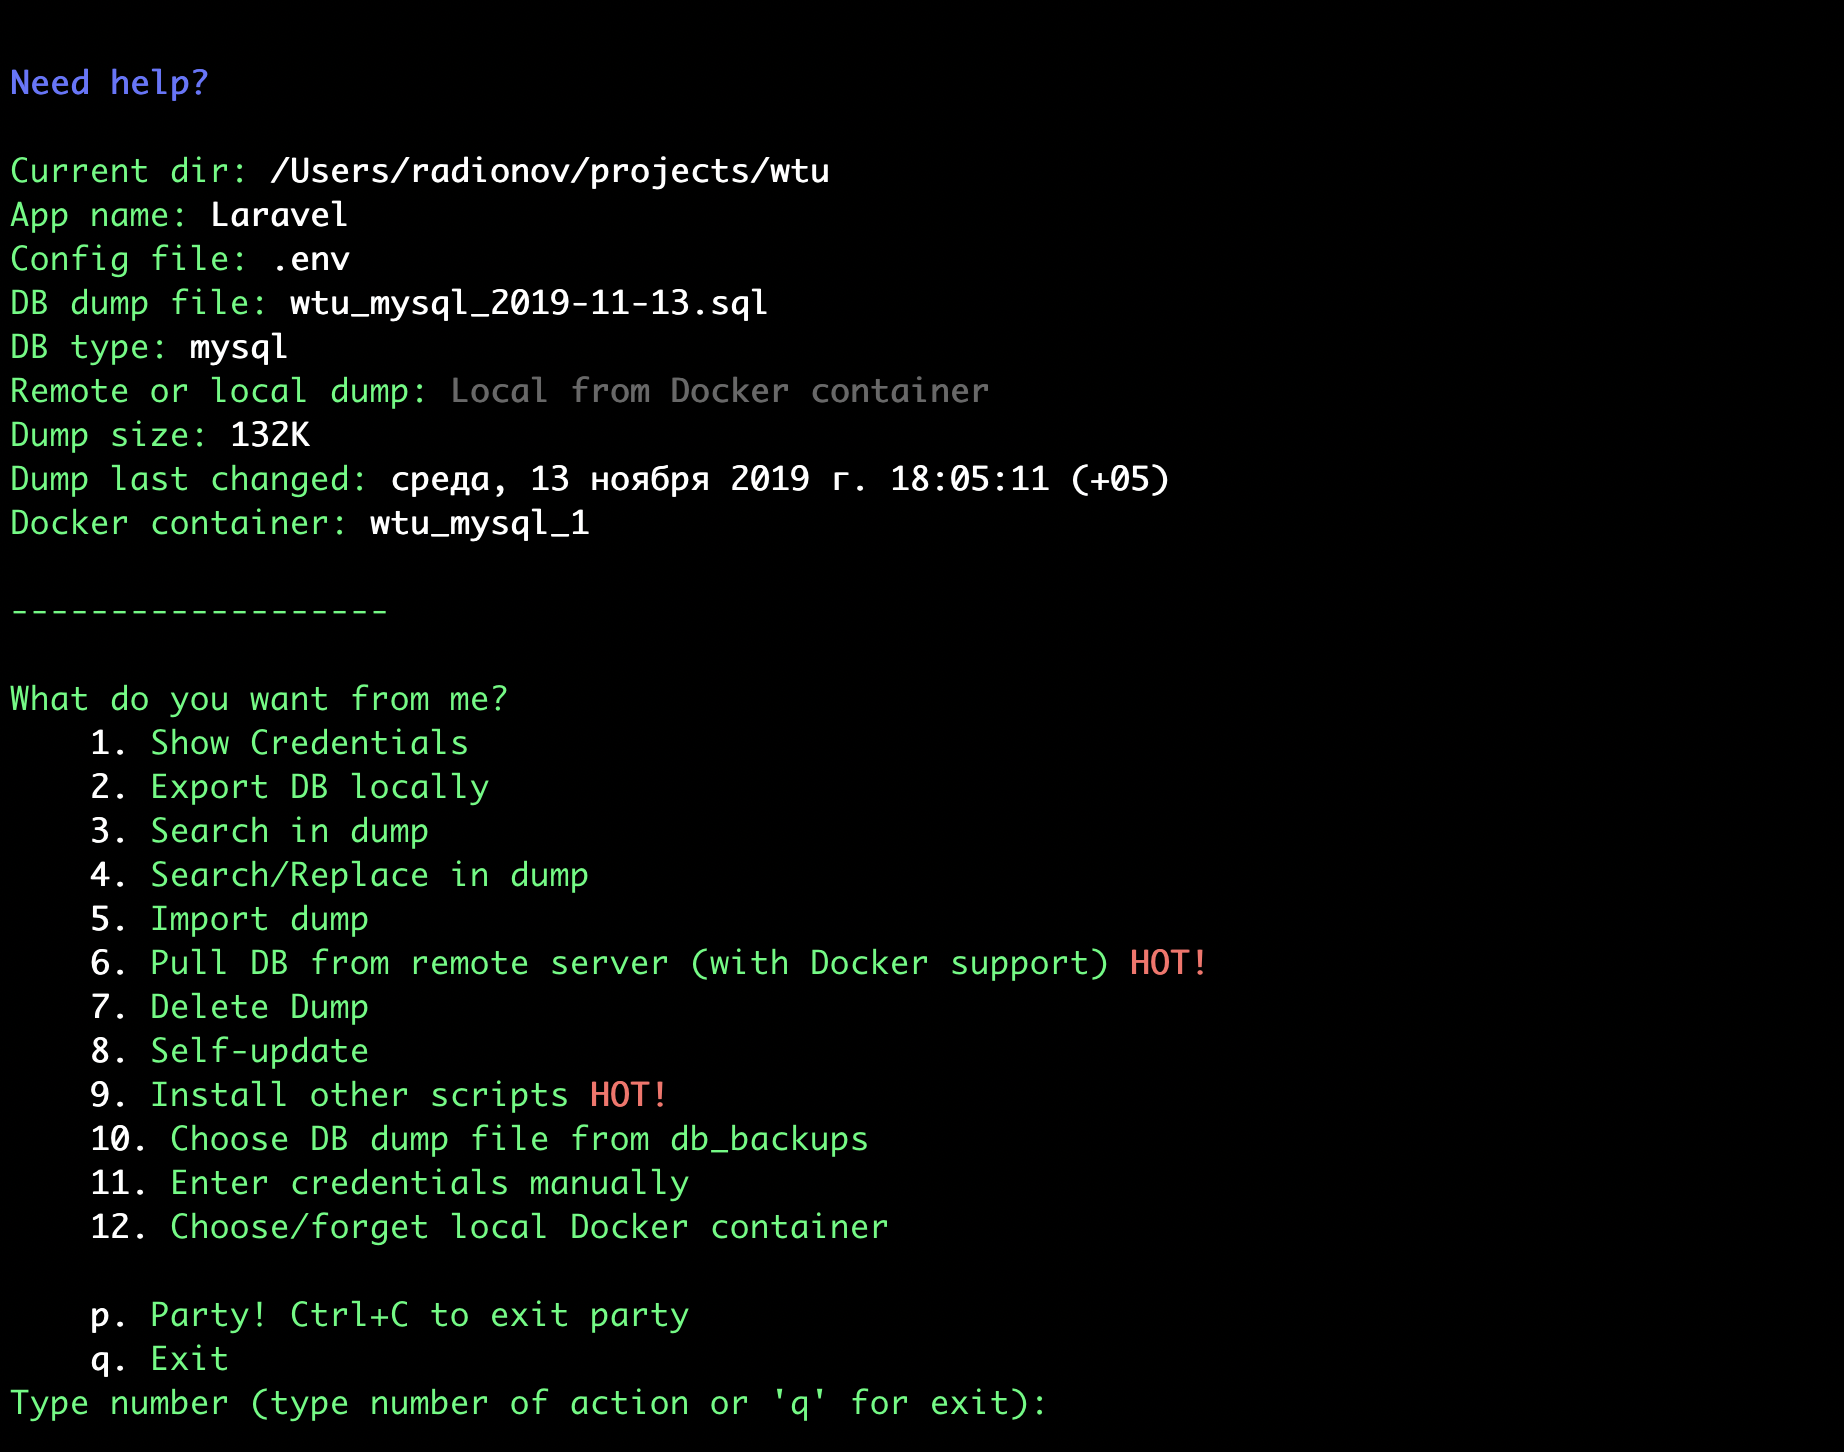 Need help?
Current dir: /Users/radionov/projects/wtu
App name: Laravel
Config file: .env
DB dump file: wtu_mysql_2019-11-13.sql
DB type: mysql
Remote or local dump: Local from Docker container
Dump size: 132K
Dump last changed: среда, 13 ноября 2019 г. 18:05:11 (+05)
Docker container: wtu_mysql_1
-------------------
What do you want from me?
1. Show Credentials
2. Export DB locally
3. Search in dump
4. Search/Replace in dump
5. Import dump
6. Pull DB from remote server (with Docker support) HOT!
7. Delete Dump
8. Self-update
9. Install other scripts HOT!
10. Choose DB dump file from db_backups
11. Enter credentials manually
12. Choose/forget local Docker container
p. Party! Ctrl+C to exit party
q. Exit
Type number (type number of action or 'q' for exit):